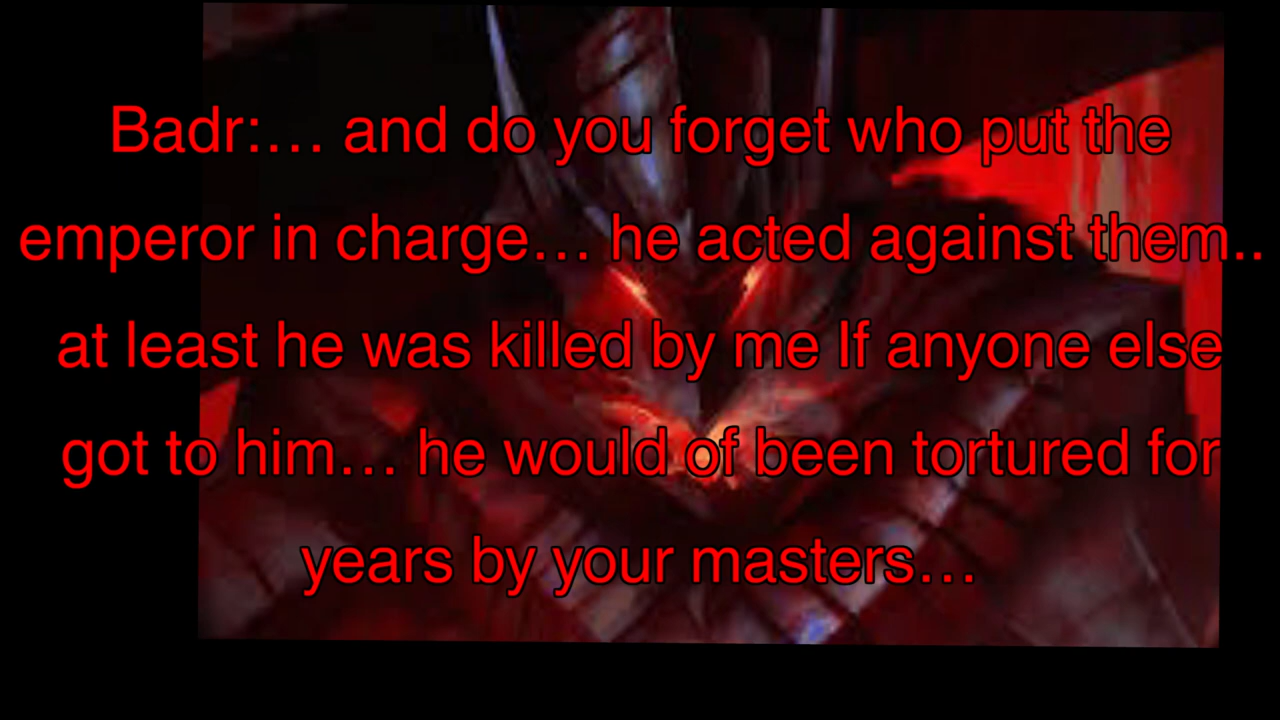 Badr:… and do you forget who put the
emperor in charge… he acted against them..
at least he was killed by me If anyone else
got to him… he would of been tortured for
years by your masters…